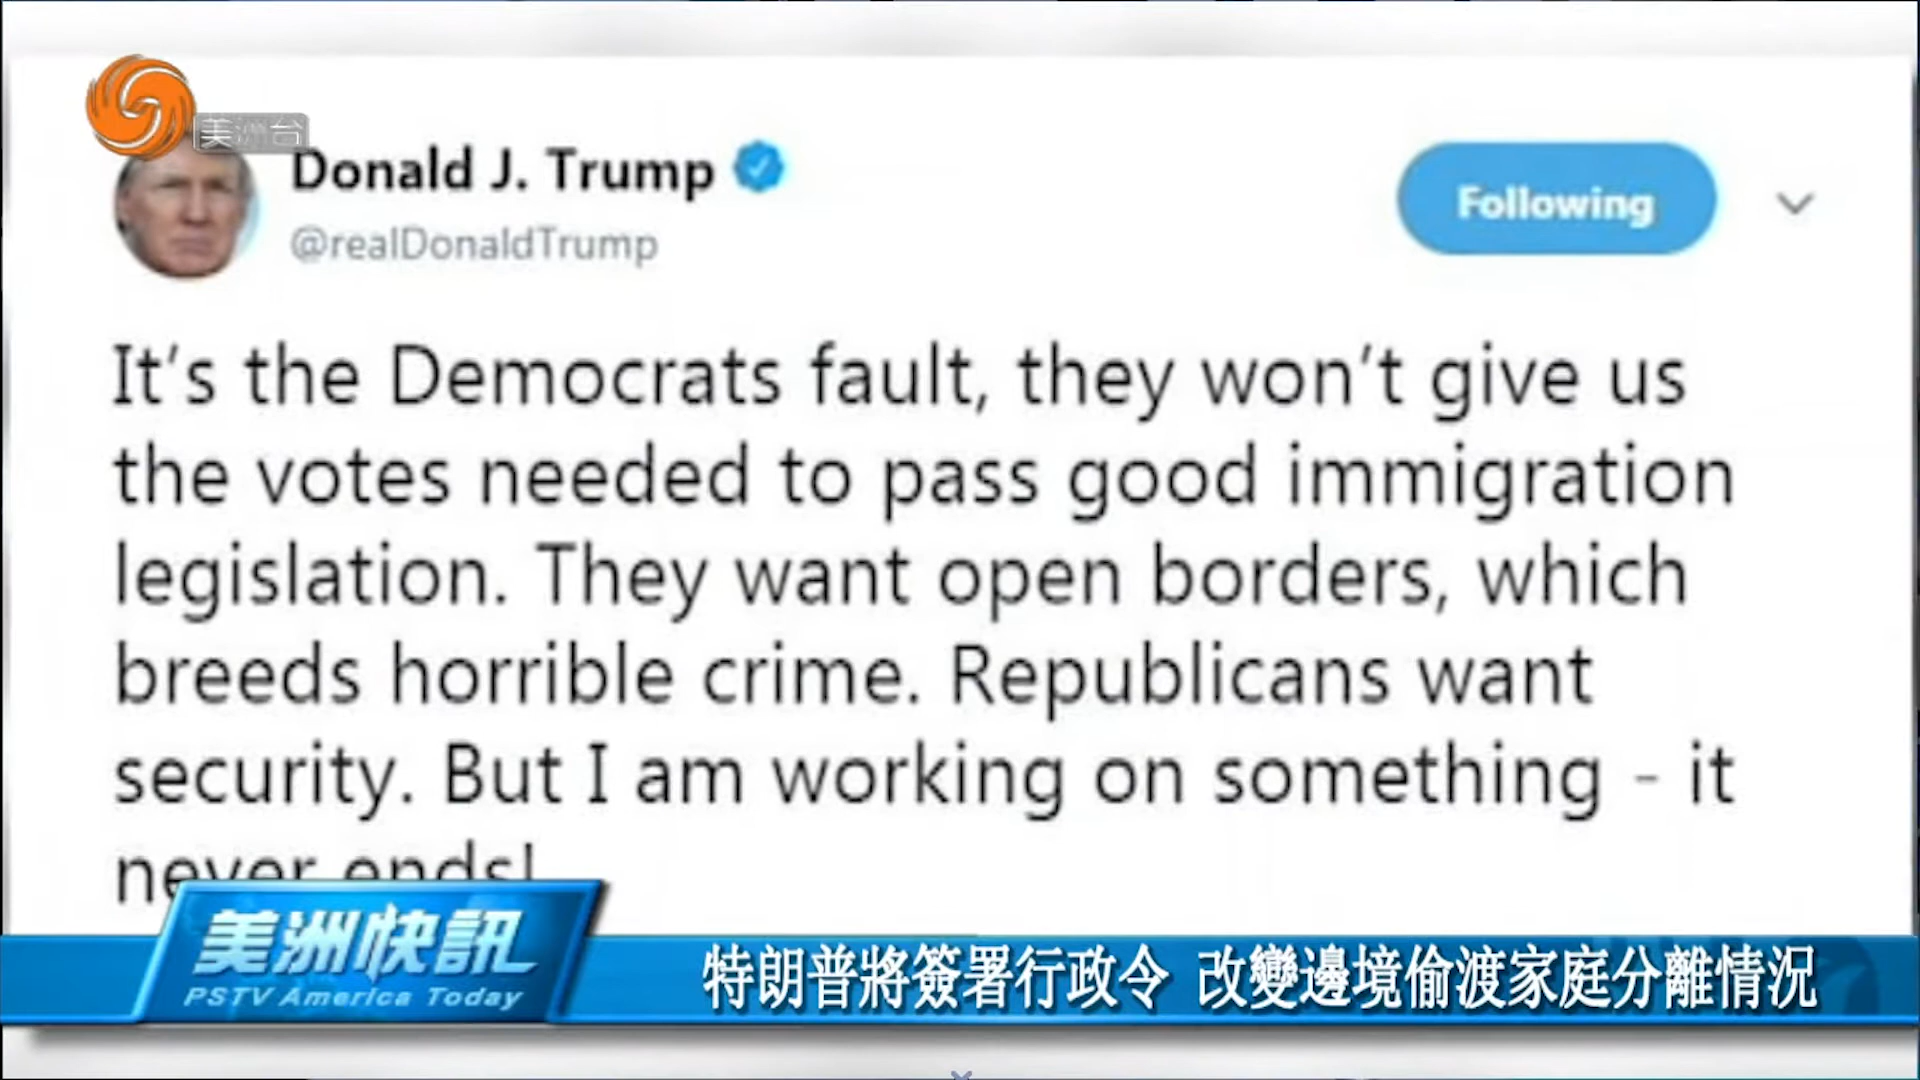 美洲台
Donald J. Trump
@realDonaldTrump
Following
It's the Democrats fault, they won't give us
the votes needed to pass good immigration
legislation. They want open borders, which
breeds horrible crime. Republicans want
security. But I am working on something - it
never ends!
美洲快訊
PSTV America Today
特朗普將簽署行政令 改變邊境偷渡家庭分離情況